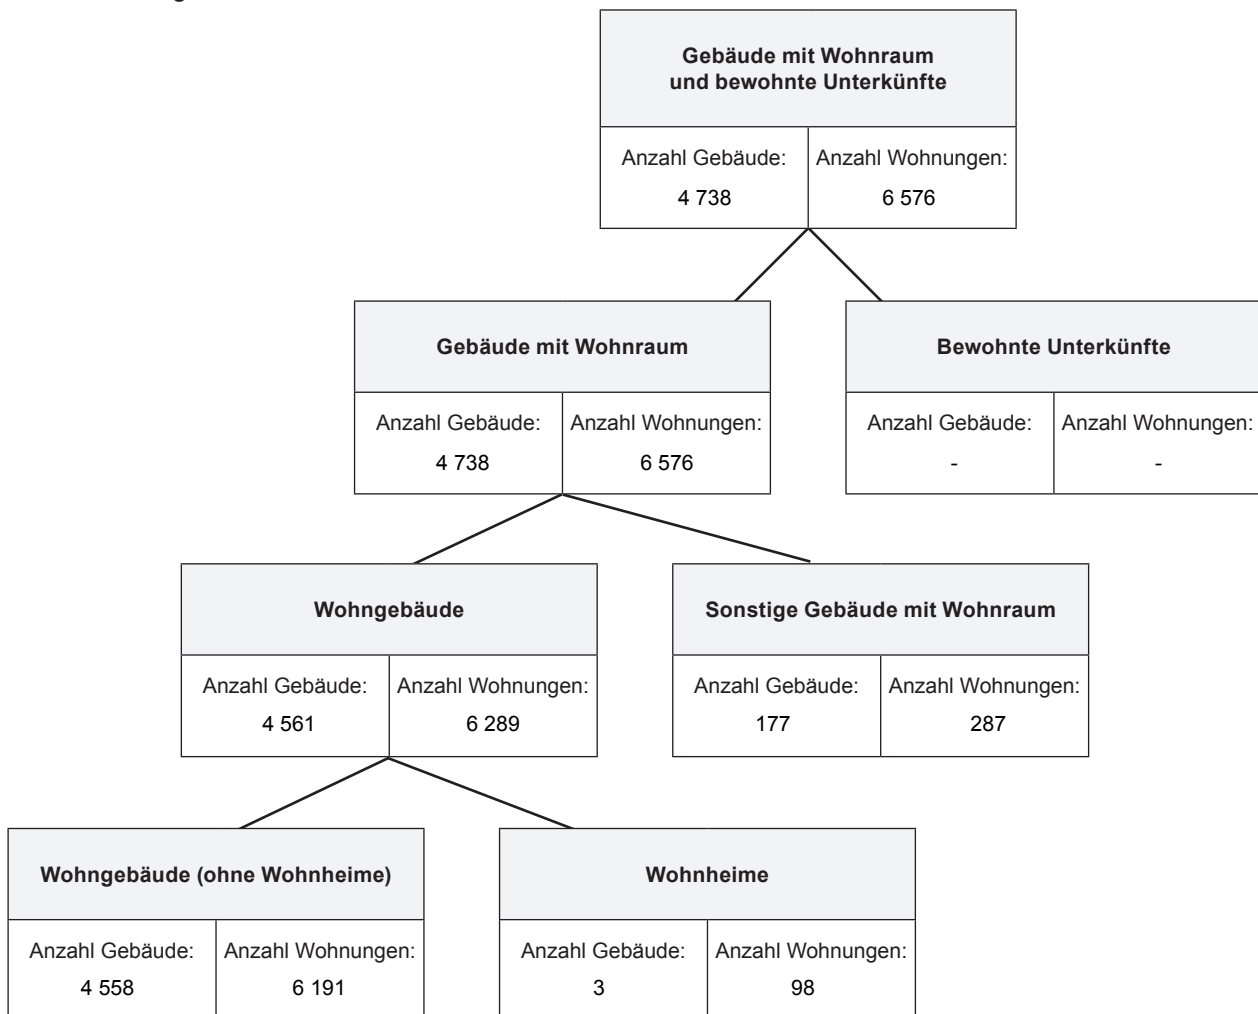 Gebäude mit Wohnraum
und bewohnte Unterkünfte
Anzahl Gebäude: Anzahl Wohnungen:
4 738 6 576
Gebäude mit Wohnraum Bewohnte Unterkünfte
Anzahl Gebäude: Anzahl Wohnungen: Anzahl Gebäude: Anzahl Wohnungen:
4 738 6 576 - -
Wohngebäude Sonstige Gebäude mit Wohnraum
Anzahl Gebäude: Anzahl Wohnungen: Anzahl Gebäude: Anzahl Wohnungen:
4 561 6 289 177 287
Wohngebäude (ohne Wohnheime) Wohnheime
Anzahl Gebäude: Anzahl Wohnungen: Anzahl Gebäude: Anzahl Wohnungen:
4 558 6 191 3 98